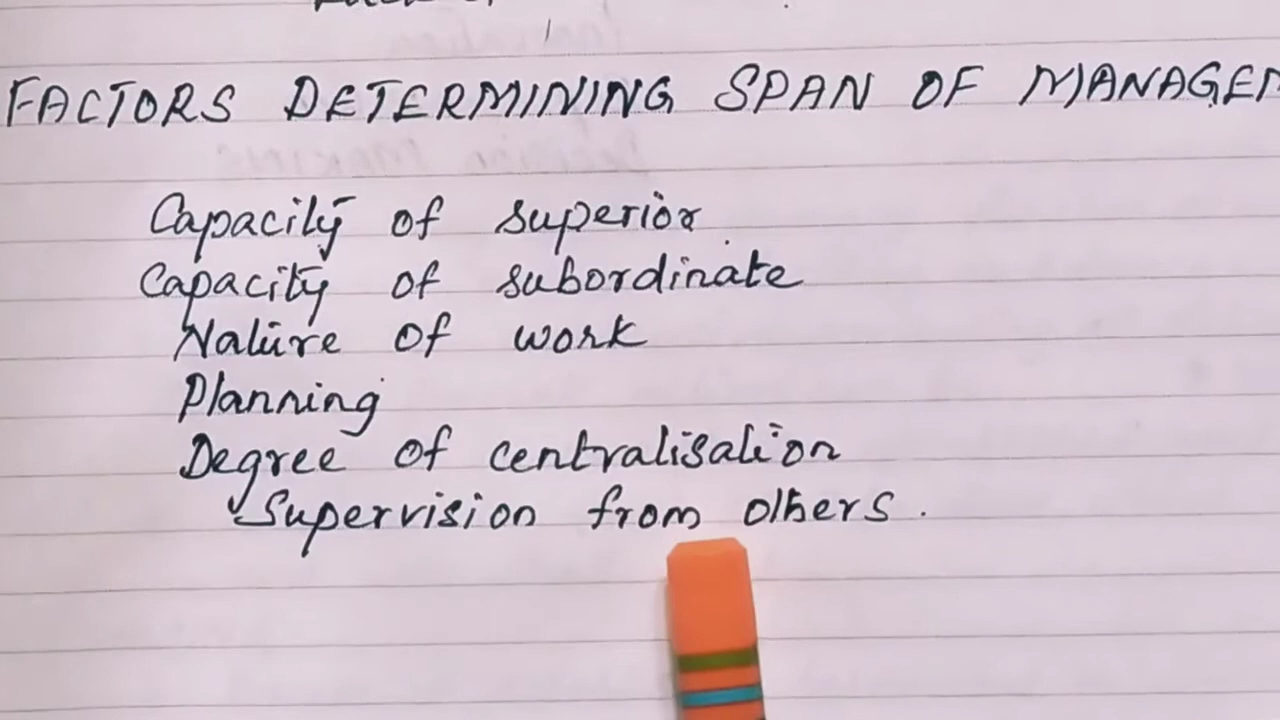 FACTORS DETERMINING SPAN OF MANAGEM
Capacity of superior
Capacity of subordinate
Nature of work
Planning
Degree of centralisation
Supervision from others.